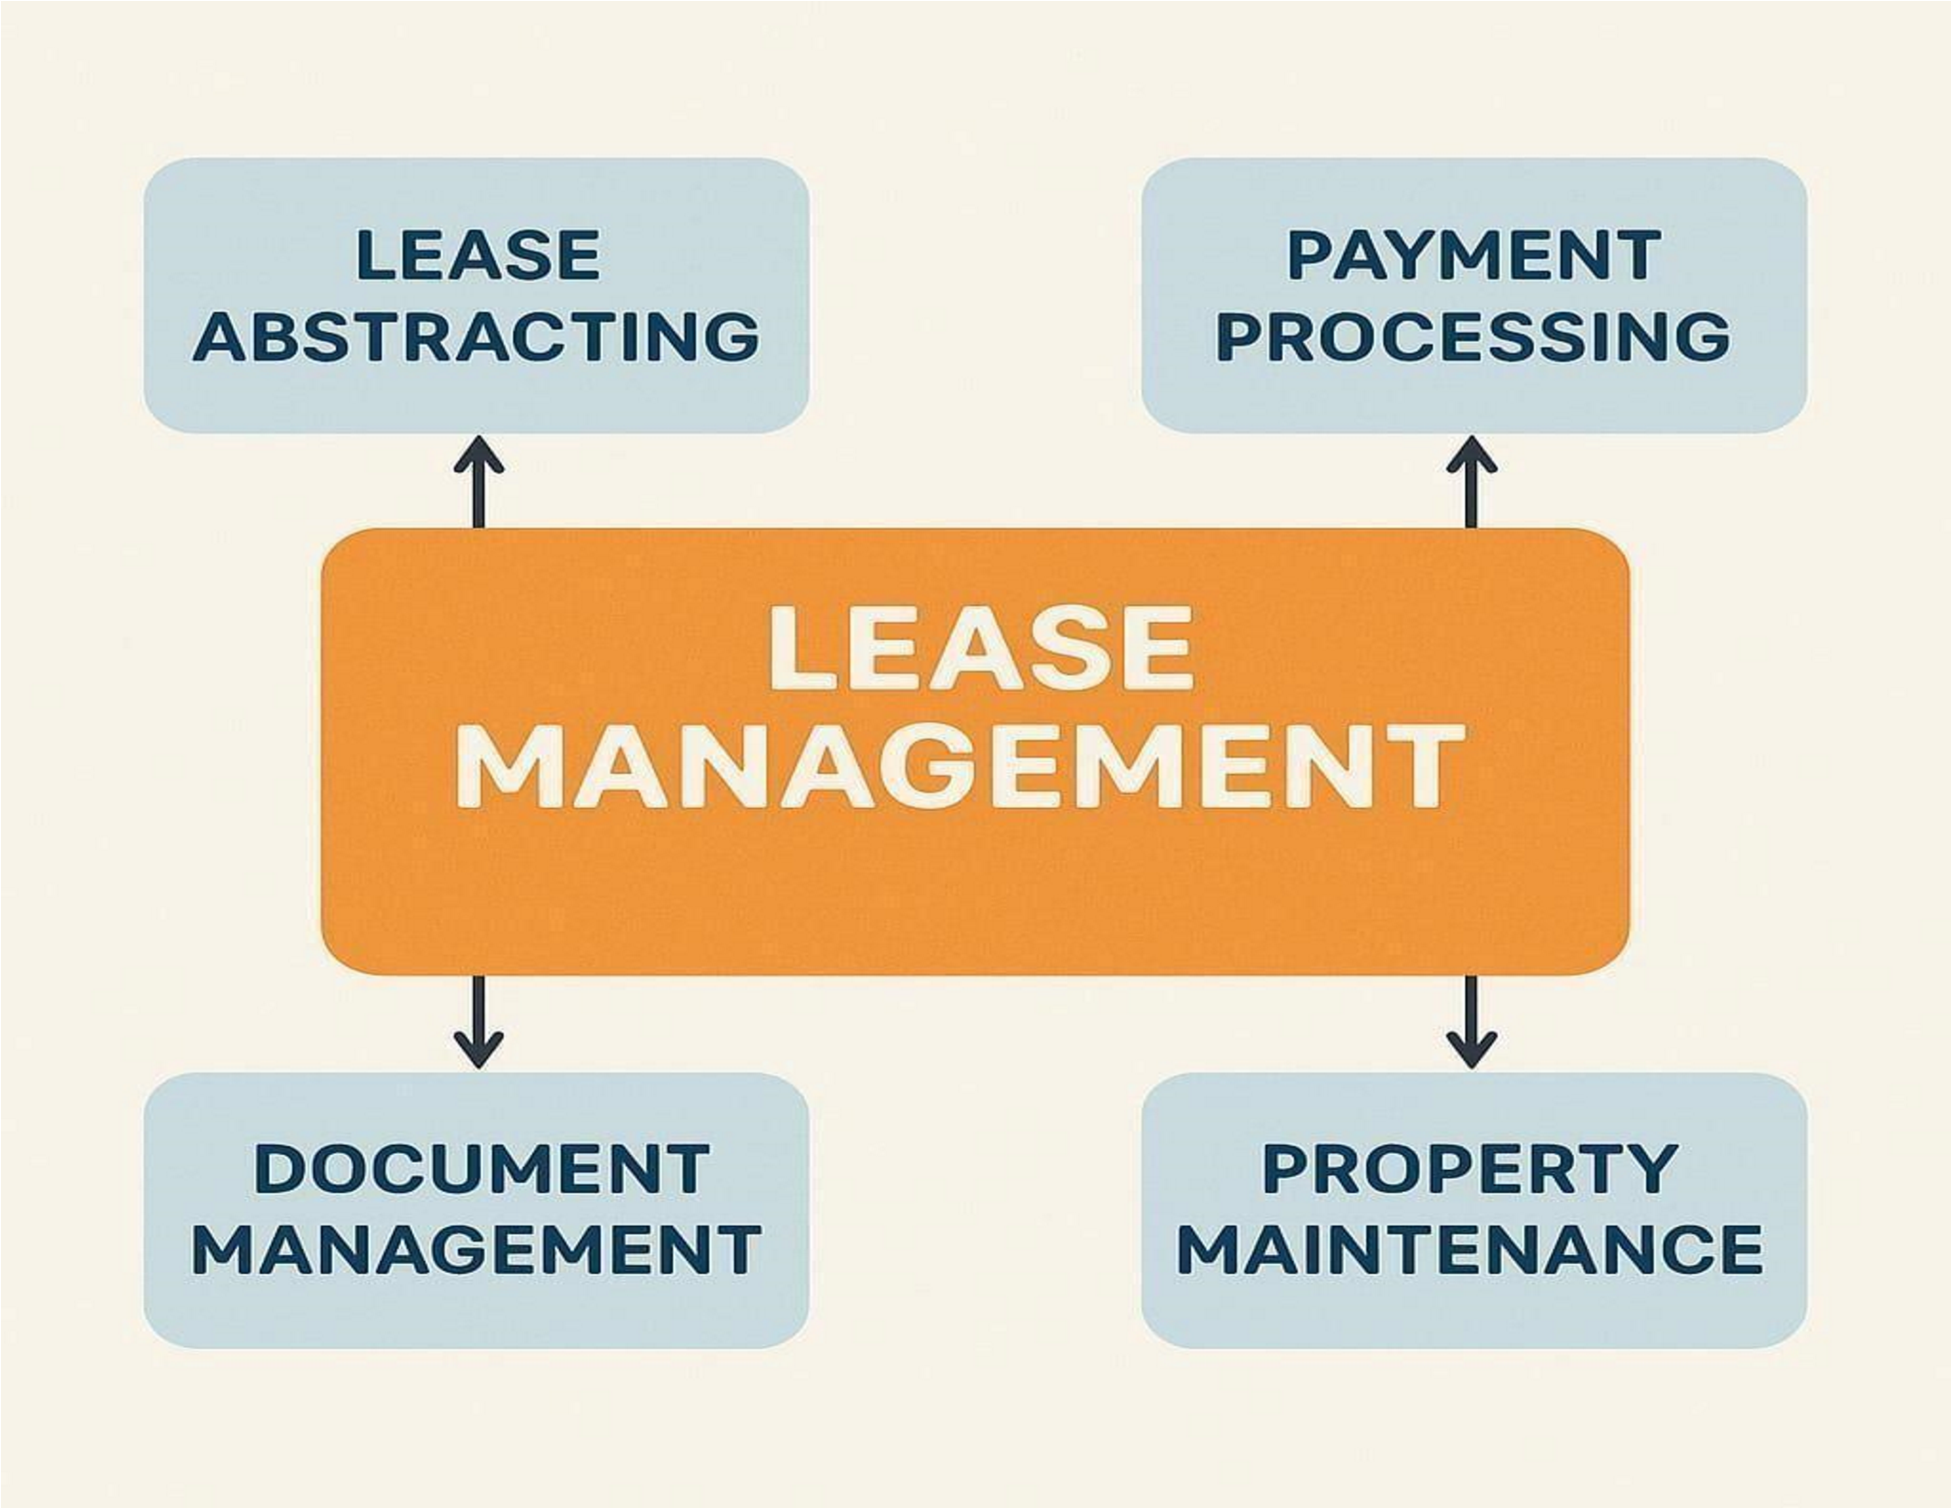 LEASE
ABSTRACTING
PAYMENT
PROCESSING
LEASE
MANAGEMENT
DOCUMENT
MANAGEMENT
PROPERTY
MAINTENANCE